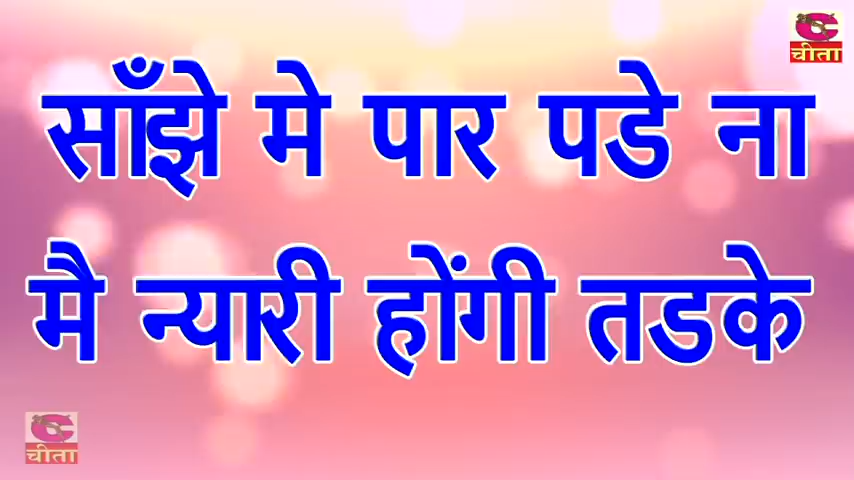 चीता
साँझे मे पार पडे ना
मै न्यारी होंगी तडके
चीता